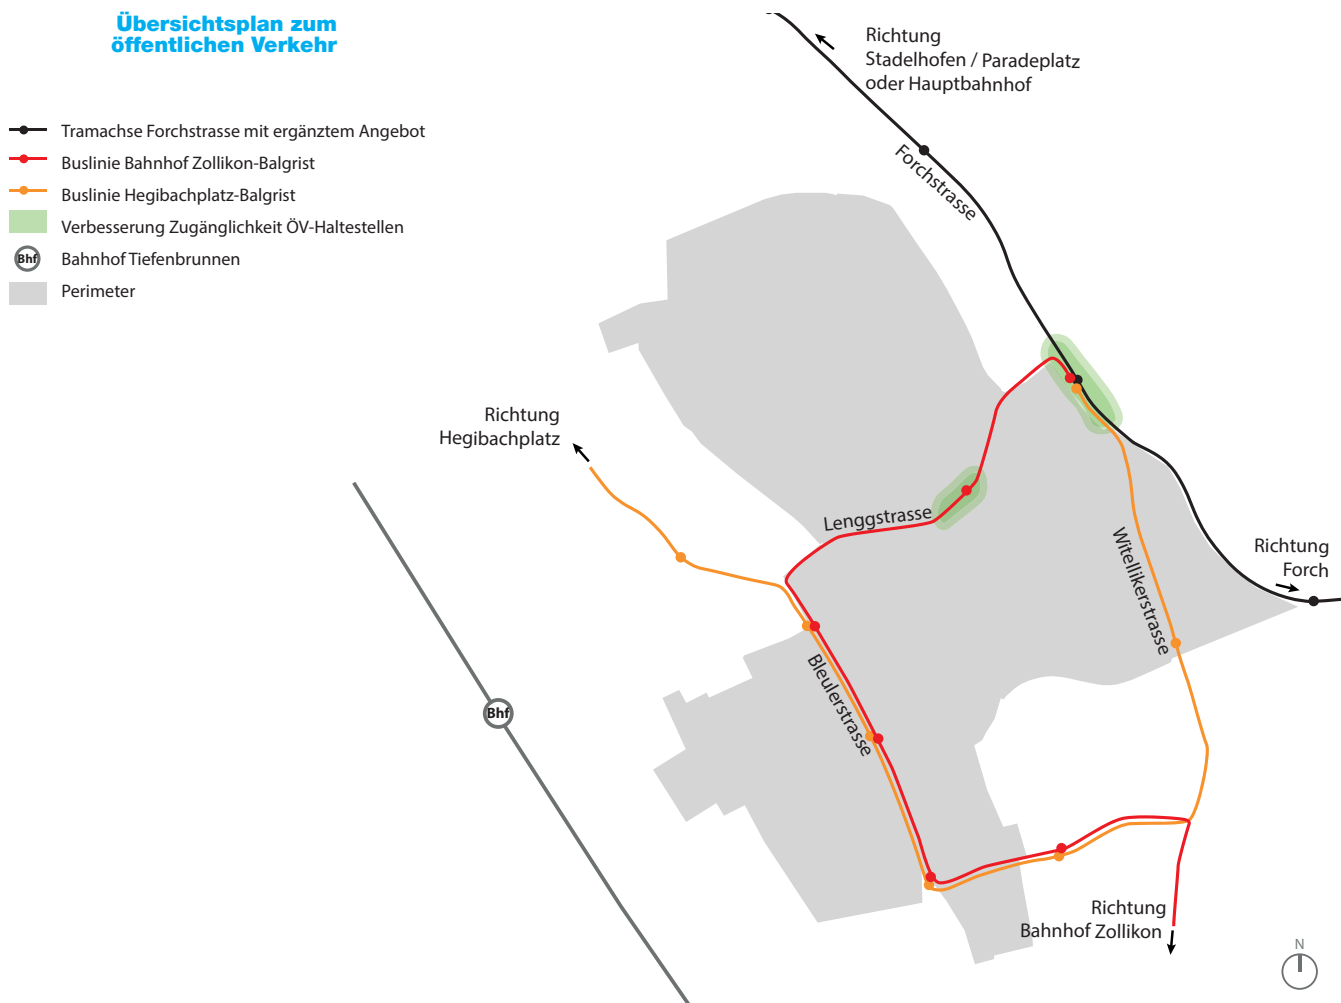 Übersichtsplan zum
öffentlichen Verkehr
Tramachse Forchstrasse mit ergänztem Angebot
Buslinie Bahnhof Zollikon-Balgrist
Buslinie Hegibachplatz-Balgrist
Verbesserung Zugänglichkeit ÖV-Haltestellen
Bhf
Bahnhof Tiefenbrunnen
Perimeter
Richtung
Stadelhofen / Paradeplatz
oder Hauptbahnhof
Forchstrasse
Richtung
Hegibachplatz
Lenggstrasse
Witellikerstrasse
Richtung
Forch
Bleulerstrasse
Bhf
Richtung
Bahnhof Zollikon
N